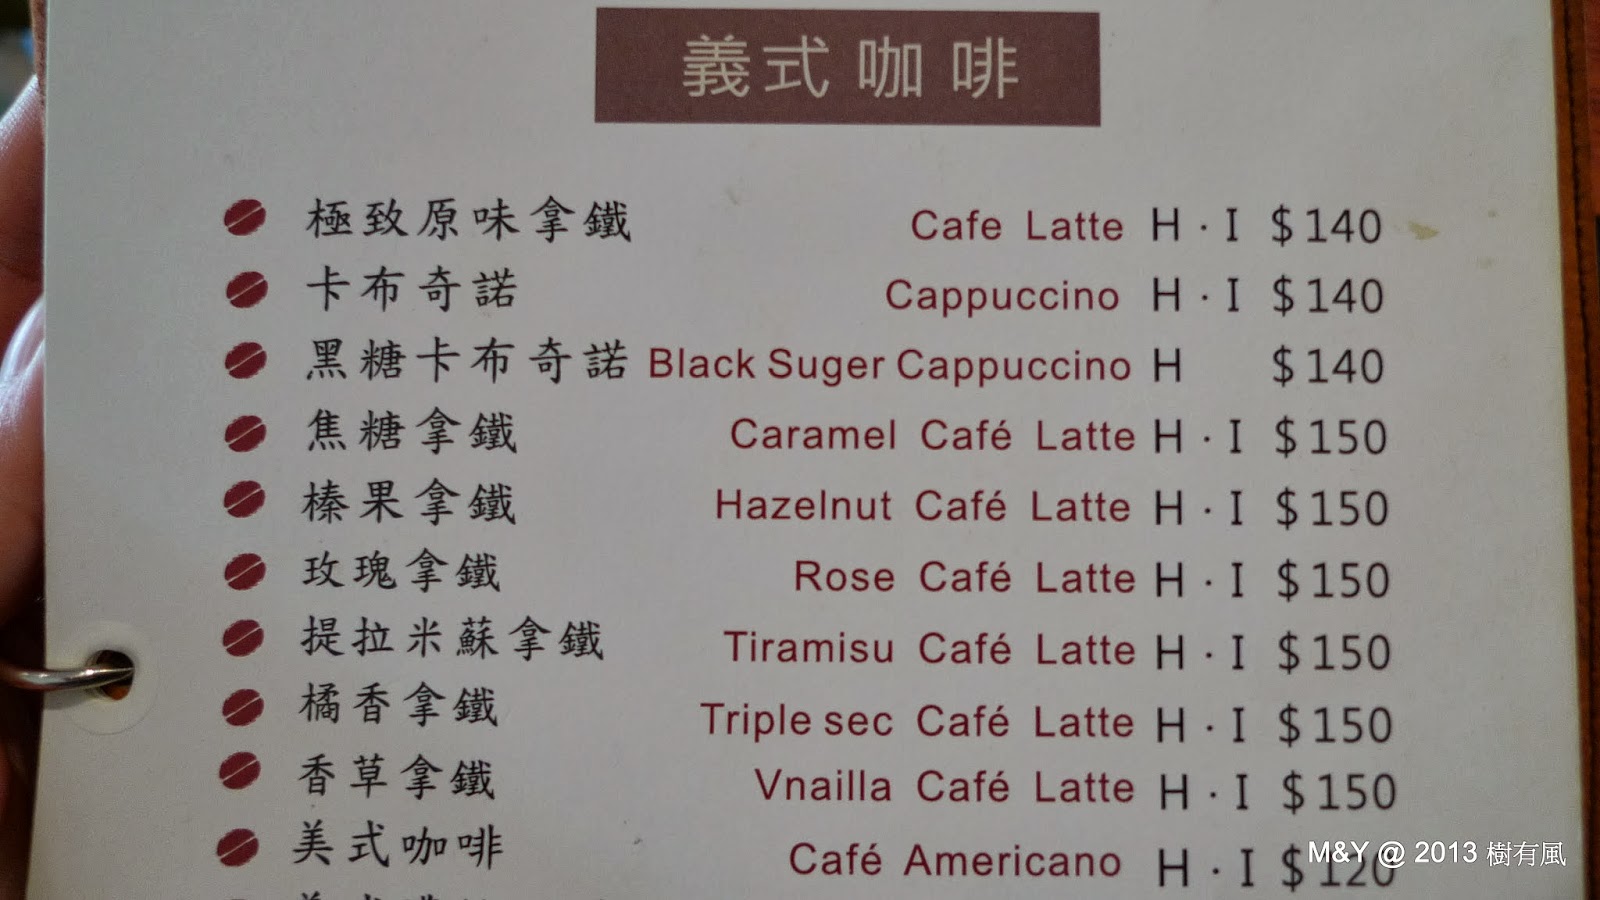 義式咖啡
極致原味拿鐵 Cafe Latte H · I $140
卡布奇諾 Cappuccino H · I $140
黑糖卡布奇諾 Black Suger Cappuccino H $140
焦糖拿鐵 Caramel Café Latte H · I $150
榛果拿鐵 Hazelnut Café Latte H · I $150
玫瑰拿鐵 Rose Café Latte H · I $150
提拉米蘇拿鐵 Tiramisu Café Latte H · I $150
橘香拿鐵 Triple sec Café Latte H · I $150
香草拿鐵 Vnailla Café Latte H · I $150
美式咖啡 Café Americano H · I $120
M&Y @ 2013 樹有風